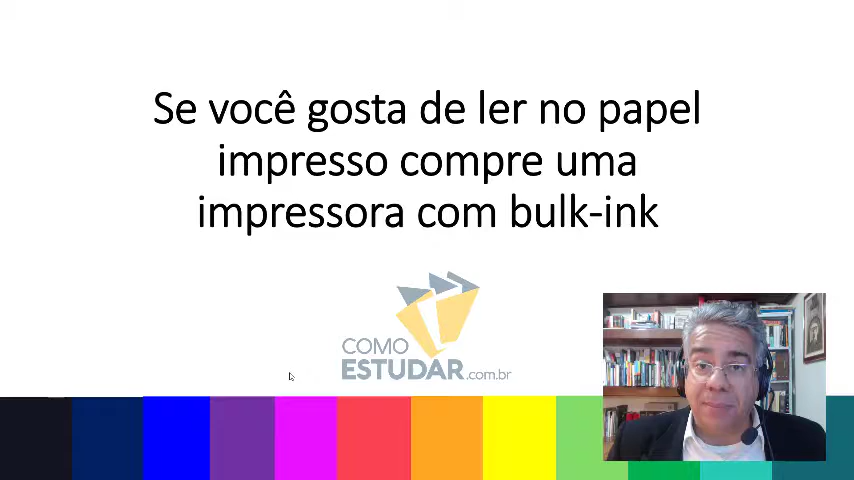 Se você gosta de ler no papel
impresso compre uma
impressora com bulk-ink
COMO
ESTUDAR.com.br